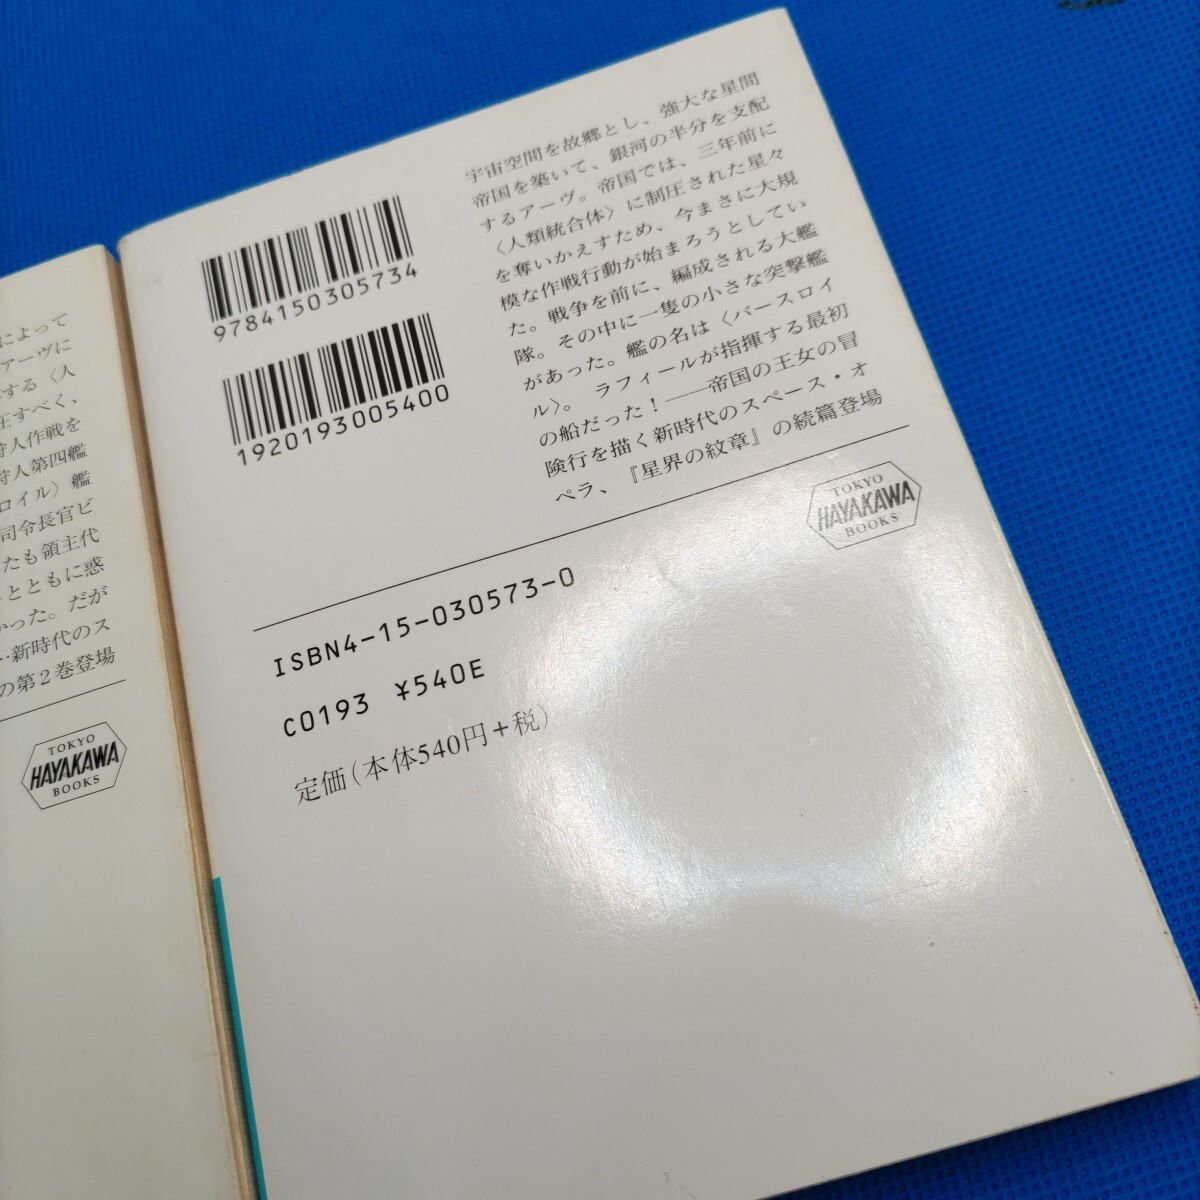 によって
アーヴに
する〈人
圧すべく、
狩人作戦を
狩人第四艦
ロイル〉艦
司令長官ビ
たも領主代
とともに惑
かった。だが
…新時代のス
の第2巻登場
TOKYO
HAYAKAWA
BOOKS
9784150305734
1920193005400
宇宙空間を故郷とし、強大な星間
帝国を築いて、銀河の半分を支配
するアーヴ。帝国では、三年前に
〈人類統合体〉に制圧された星々
を奪いかえすため、今まさに大規
模な作戦行動が始まろうとしてい
た。戦争を前に、編成される大艦
隊。その中に一隻の小さな突撃艦
があった。艦の名は〈バースロイ
ル〉。ラフィールが指揮する最初
の船だった！──帝国の王女の冒
険行を描く新時代のスペース・オ
ペラ、『星界の紋章』の続篇登場
TOKYO
HAYAKAWA
BOOKS
ISBN4-15-030573-0
C0193 ¥540E
定価(本体540円+税)